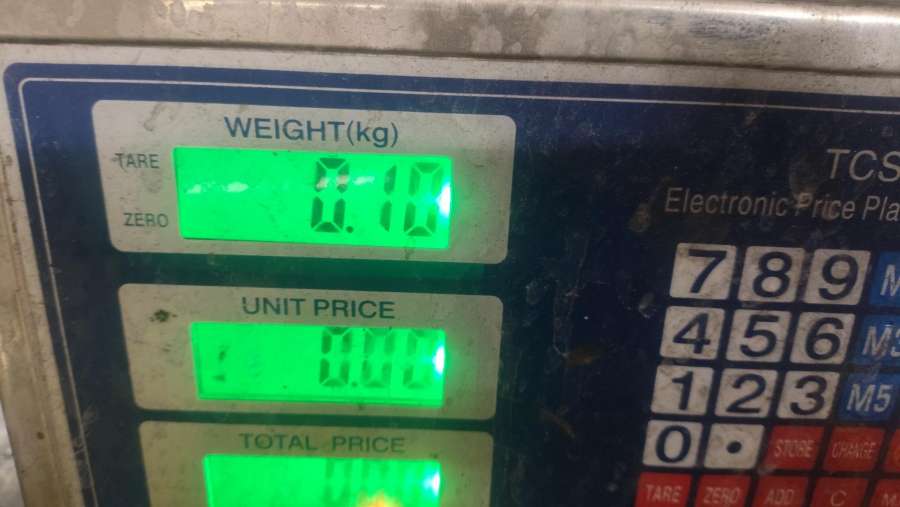 WEIGHT(kg)
TARE
0.10
ZERO
TCS
Electronic Price Pla
UNIT PRICE
0.00
TOTAL PRICE
7 8 9 M
4 5 6
1 2 3 M5
0 . STORE CHANGE
TARE ZERO ADD C M